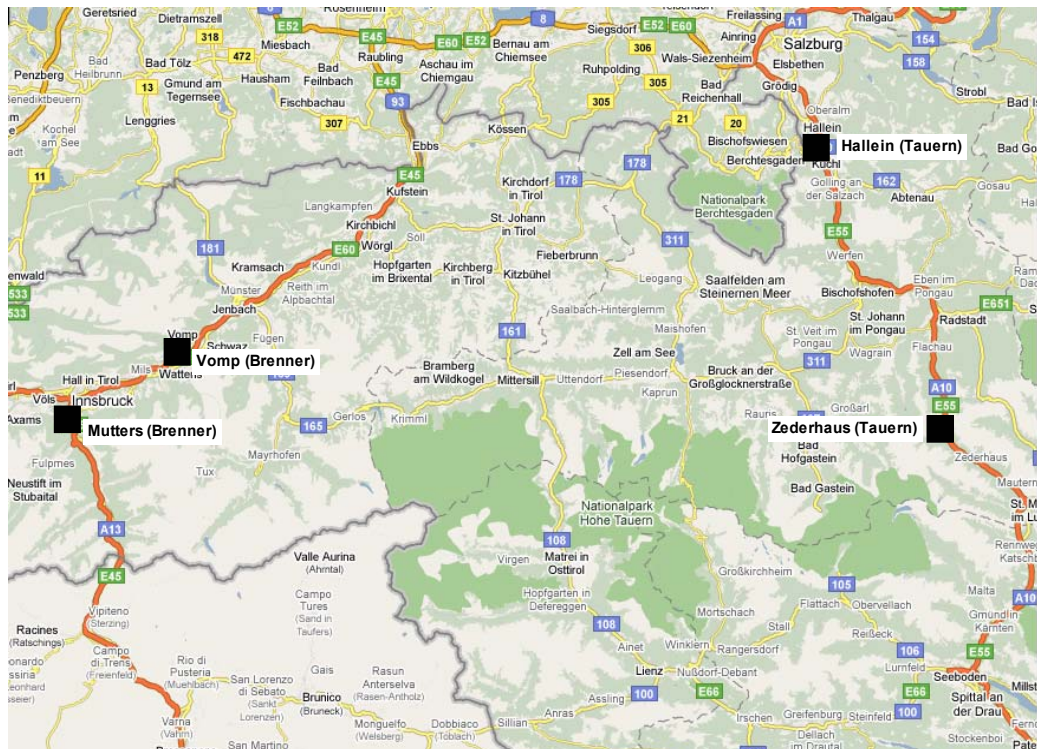 Geretsried
Dietramszell
318
E52
E45
Rosenheim
8
E52
E60
Teisendorf
Freilassing
A1
Thalgau
Miesbach
Raubling
E60
E52
Bernau am
Chiemsee
Siegsdorf
Ainring
Salzburg
154
Penzberg
Bad
Heilbrunn
Bad Tölz
472
Bad
Feilnbach
Aschau im
Chiemgau
306
Wals-Siezenheim
Elsbethen
158
13
Gmund am
Tegernsee
Hausham
E45
Ruhpolding
305
Bad
Reichenhall
Grödig
Strobl
Lenggries
Fischbachau
93
305
Oberalm
Kochel
am See
307
Kössen
21
20
Hallein
Ebbs
Bischofswiesen
Hallein (Tauern)
11
E45
178
Berchtesgaden
Kuchl
Kufstein
Kirchdorf
in Tirol
178
Golling an
der Salzach
162
Abtenau
Gosau
Langkampfen
Nationalpark
Berchtesgaden
Kirchbichl
St. Johann
in Tirol
E55
181
E60
Wörgl
Söll
Fieberbrunn
311
Werfen
Kramsach
Kundl
Hopfgarten
im Brixental
Kirchberg
in Tirol
Kitzbühel
Leogang
Saalfelden am
Steinernen Meer
Bischofshofen
Eben im
Pongau
533
Münster
Reith im
Alpbachtal
E651
533
Jenbach
Saalbach-Hinterglemm
St. Johann
im Pongau
Radstadt
Vomp
Fügen
161
Maishofen
St. Veit im
Pongau
Schwaz
Vomp (Brenner)
Zell am See
311
Wagrain
Flachau
Mils
Wattens
Bramberg
am Wildkogel
Mittersill
Uttendorf
Piesendorf
Bruck an der
Großglocknerstraße
Hall in Tirol
Kaprun
A10
Völs
Innsbruck
Gerlos
Krimml
Rauris
Großarl
E55
Axams
Mutters (Brenner)
165
Zederhaus (Tauern)
Fulpmes
Mayrhofen
Bad
Hofgastein
Zederhaus
Neustift im
Stubaital
Tux
Bad Gastein
Nationalpark
Hohe Tauern
A13
108
Valle Aurina
(Ahrntal)
Virgen
Matrei in
Osttirol
E45
Großkirchheim
105
Campo
Tures
(Sand in
Taufers)
Hopfgarten in
Defereggen
Malta
Vipiteno
(Sterzing)
Mörtschach
Flattach
Obervellach
A10
Gmünd in
Kärnten
Racines
(Ratschings)
108
Stall
Reißeck
Campo
di Trens
(Freienfeld)
Rio di
Pusteria
(Muehlbach)
Gais
Rasun
Anterselva
(Rasen-Antholz)
Ainet
Winklern
Rangersdorf
106
E55
San Lorenzo
di Sebato
(Sankt
Lorenzen)
Brunico
(Bruneck)
Lienz
Nußdorf-Debant
Lurnfeld
Seeboden
Assling
100
E66
E66
Spittal an
der Drau
Varna
(Vahrn)
Monguelfo
(Welsberg)
Dobbiaco
(Toblach)
Sillian
Anras
Irschen
Greifenburg
Steinfeld
100
San Martino
Dellach
im Drautal
Stockenboi